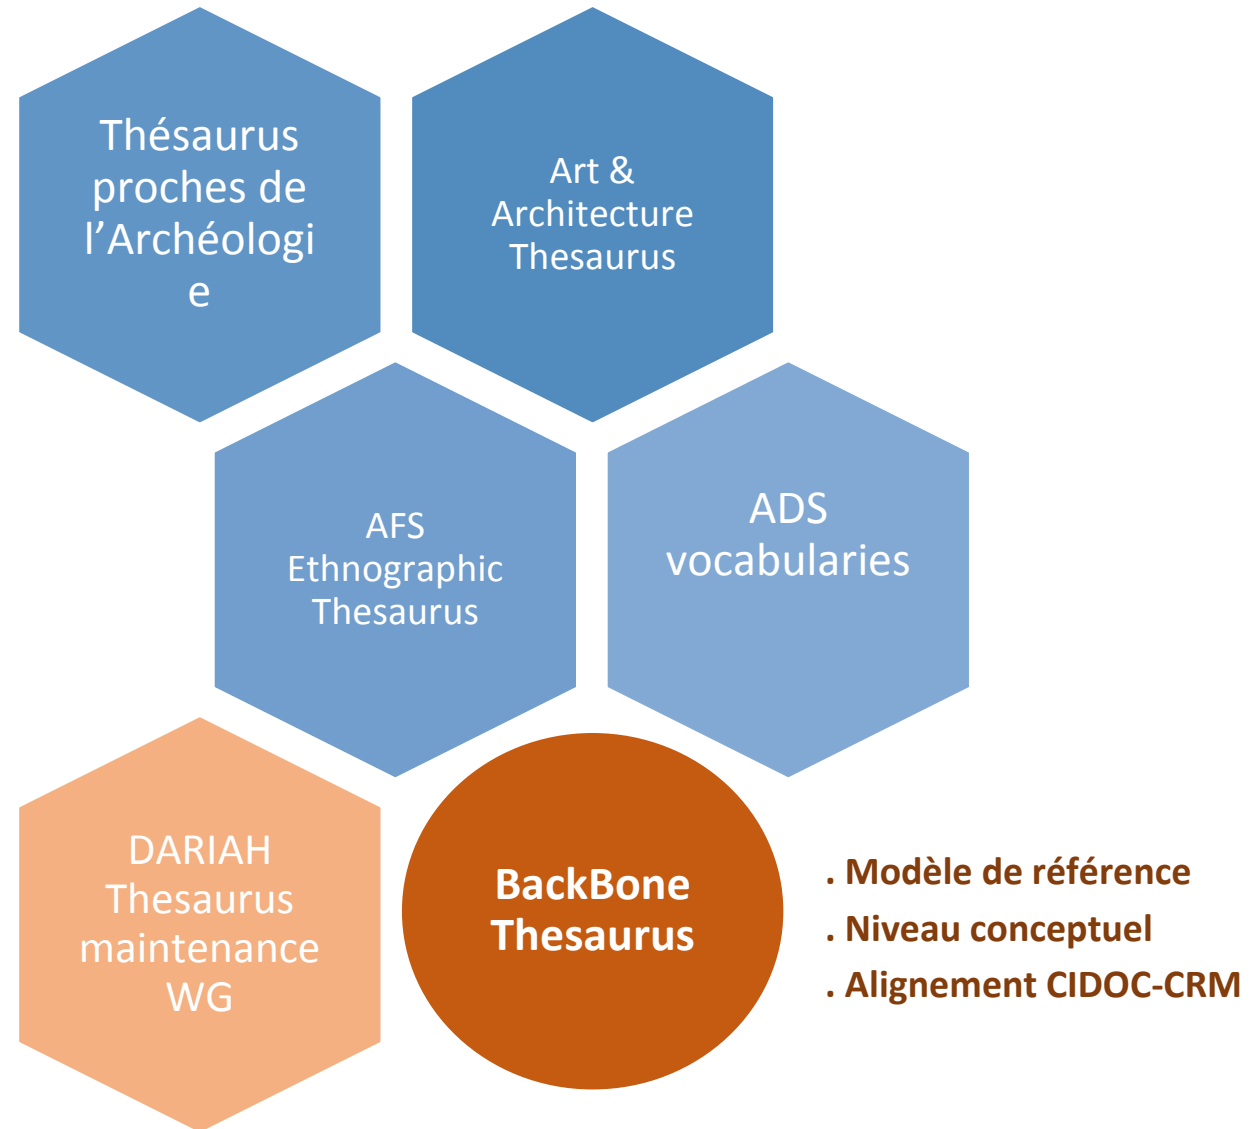 Thésaurus
proches de
l’Archéologi
e
Art &
Architecture
Thesaurus
AFS
Ethnographic
Thesaurus
ADS
vocabularies
DARIAH
Thesaurus
maintenance
WG
BackBone
Thesaurus
. Modèle de référence
. Niveau conceptuel
. Alignement CIDOC-CRM